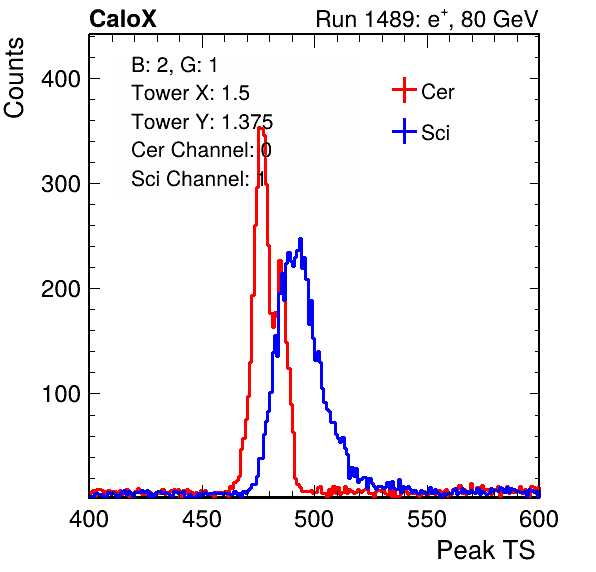 CaloX Run 1489: e⁺, 80 GeV
Counts
B: 2, G: 1
Tower X: 1.5
Tower Y: 1.375
Cer Channel: 0
Sci Channel: 1
Cer
Sci
400
300
200
100
400 450 500 550 600
Peak TS